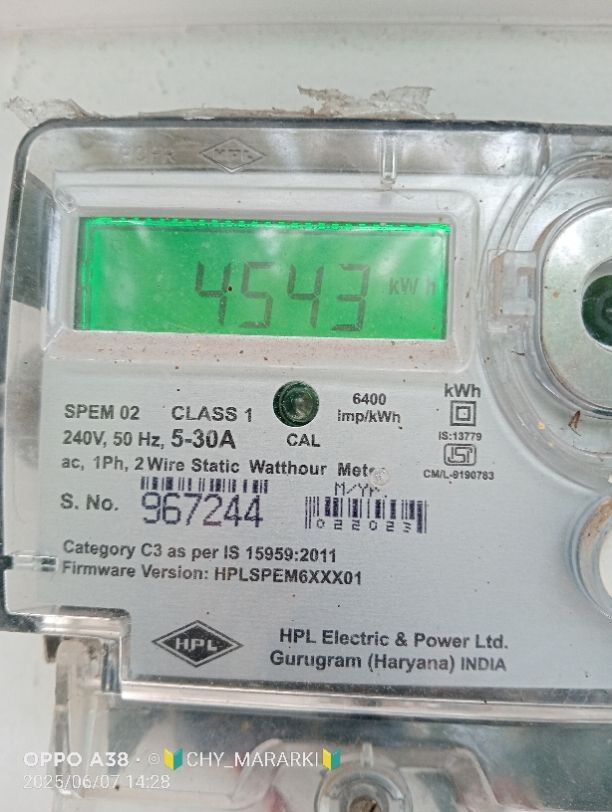 4543 kWh
SPEM 02 CLASS 1
6400
imp/kWh
kWh
240V, 50 Hz, 5-30A
CAL
IS:13779
ISI
ac, 1Ph, 2 Wire Static Watthour
CM/L-9190783
M/YR.
S. No. 967244
022023
Category C3 as per IS 15959:2011
Firmware Version: HPLSPEM6XXX01
HPL
HPL Electric & Power Ltd.
Gurugram (Haryana) INDIA
OPPO A38 · ©🔰CHY_MARARKI🔰
2025/06/07 14:28